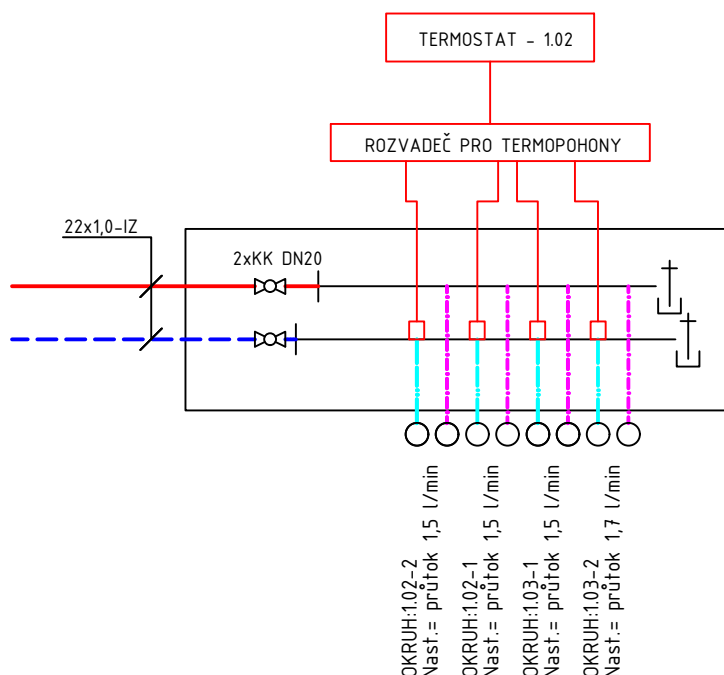 TERMOSTAT - 1.02
ROZVADEČ PRO TERMOPOHONY
22x1,0-IZ
2xKK DN20
OKRUH:1.02-2
Nast.= průtok 1,5 l/min
OKRUH:1.02-1
Nast.= průtok 1,5 l/min
OKRUH:1.03-1
Nast.= průtok 1,5 l/min
OKRUH:1.03-2
Nast.= průtok 1,7 l/min